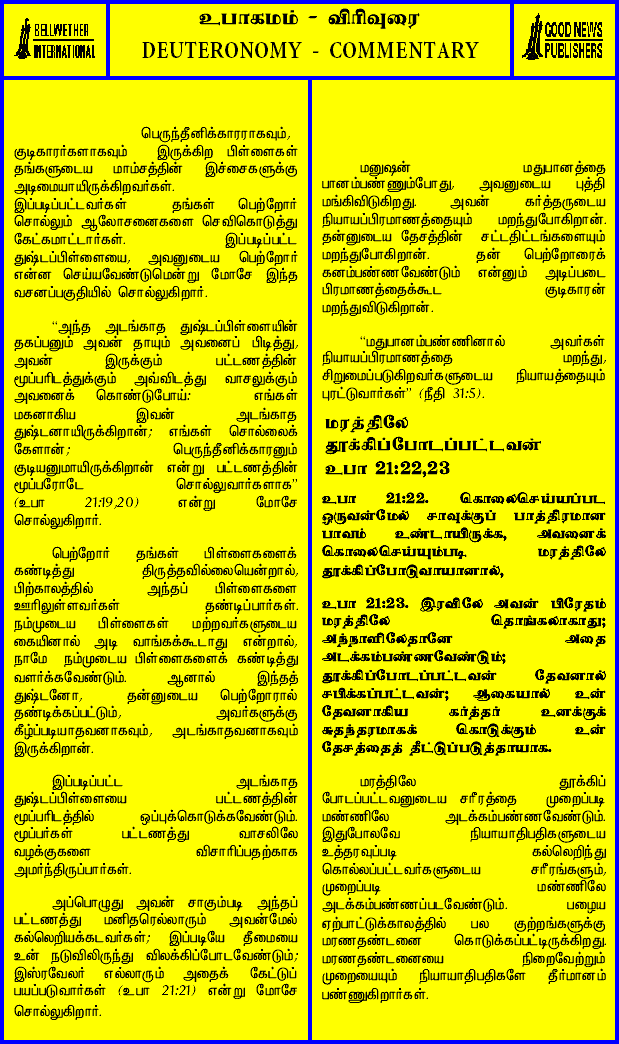 BELLWETHER
INTERNATIONAL
உபாகமம் - விரிவுரை
DEUTERONOMY - COMMENTARY
GOOD NEWS
PUBLISHERS
பெருந்தீனிக்காரராகவும்,
குடிகாரர்களாகவும் இருக்கிற பிள்ளைகள்
தங்களுடைய மாம்சத்தின் இச்சைகளுக்கு
அடிமையாயிருக்கிறவர்கள்.
இப்படிப்பட்டவர்கள் தங்கள் பெற்றோர்
சொல்லும் ஆலோசனைகளை செவிகொடுத்து
கேட்கமாட்டார்கள். இப்படிப்பட்ட
துஷ்டப்பிள்ளையை, அவனுடைய பெற்றோர்
என்ன செய்யவேண்டுமென்று மோசே இந்த
வசனப்பகுதியில் சொல்லுகிறார்.
“அந்த அடங்காத துஷ்டப்பிள்ளையின்
தகப்பனும் அவன் தாயும் அவனைப் பிடித்து,
அவன் இருக்கும் பட்டணத்தின்
மூப்பரிடத்துக்கும் அவ்விடத்து வாசலுக்கும்
அவனைக் கொண்டுபோய்: எங்கள்
மகனாகிய இவன் அடங்காத
துஷ்டனாயிருக்கிறான்; எங்கள் சொல்லைக்
கேளான்; பெருந்தீனிக்காரனும்
குடியனுமாயிருக்கிறான் என்று பட்டணத்தின்
மூப்பரோடே சொல்லுவார்களாக”
(உபா 21:19,20) என்று மோசே
சொல்லுகிறார்.
பெற்றோர் தங்கள் பிள்ளைகளைக்
கண்டித்து திருத்தவில்லையென்றால்,
பிற்காலத்தில் அந்தப் பிள்ளைகளை
ஊரிலுள்ளவர்கள் தண்டிப்பார்கள்.
நம்முடைய பிள்ளைகள் மற்றவர்களுடைய
கையினால் அடி வாங்கக்கூடாது என்றால்,
நாமே நம்முடைய பிள்ளைகளைக் கண்டித்து
வளர்க்கவேண்டும். ஆனால் இந்தத்
துஷ்டனோ, தன்னுடைய பெற்றோரால்
தண்டிக்கப்பட்டும், அவர்களுக்கு
கீழ்ப்படியாதவனாகவும், அடங்காதவனாகவும்
இருக்கிறான்.
இப்படிப்பட்ட அடங்காத
துஷ்டப்பிள்ளையை பட்டணத்தின்
மூப்பரிடத்தில் ஒப்புக்கொடுக்கவேண்டும்.
மூப்பர்கள் பட்டணத்து வாசலிலே
வழக்குகளை விசாரிப்பதற்காக
அமர்ந்திருப்பார்கள்.
அப்பொழுது அவன் சாகும்படி அந்தப்
பட்டணத்து மனிதரெல்லாரும் அவன்மேல்
கல்லெறியக்கடவர்கள்; இப்படியே தீமையை
உன் நடுவிலிருந்து விலக்கிப்போடவேண்டும்;
இஸ்ரவேலர் எல்லாரும் அதைக் கேட்டுப்
பயப்படுவார்கள் (உபா 21:21) என்று மோசே
சொல்லுகிறார்.
மனுஷன் மதுபானத்தை
பானம்பண்ணும்போது, அவனுடைய புத்தி
மங்கிவிடுகிறது. அவன் கர்த்தருடைய
நியாயப்பிரமாணத்தையும் மறந்துபோகிறான்.
தன்னுடைய தேசத்தின் சட்டதிட்டங்களையும்
மறந்துபோகிறான். தன் பெற்றோரைக்
கனம்பண்ணவேண்டும் என்னும் அடிப்படை
பிரமாணத்தைக்கூட குடிகாரன்
மறந்துவிடுகிறான்.
“மதுபானம்பண்ணினால் அவர்கள்
நியாயப்பிரமாணத்தை மறந்து,
சிறுமைப்படுகிறவர்களுடைய நியாயத்தையும்
புரட்டுவார்கள்” (நீதி 31:5).
மரத்திலே
தூக்கிப்போடப்பட்டவன்
உபா 21:22,23
உபா 21:22. கொலைசெய்யப்பட
ஒருவன்மேல் சாவுக்குப் பாத்திரமான
பாவம் உண்டாயிருக்க, அவனைக்
கொலைசெய்யும்படி மரத்திலே
தூக்கிப்போடுவாயானால்,
உபா 21:23. இரவிலே அவன் பிரேதம்
மரத்திலே தொங்கலாகாது;
அந்நாளிலேதானே அதை
அடக்கம்பண்ணவேண்டும்;
தூக்கிப்போடப்பட்டவன் தேவனால்
சபிக்கப்பட்டவன்; ஆகையால் உன்
தேவனாகிய கர்த்தர் உனக்குச்
சுதந்தரமாகக் கொடுக்கும் உன்
தேசத்தைத் தீட்டுப்படுத்தாயாக.
மரத்திலே தூக்கிப்
போடப்பட்டவனுடைய சரீரத்தை முறைப்படி
மண்ணிலே அடக்கம்பண்ணவேண்டும்.
இதுபோலவே நியாயாதிபதிகளுடைய
உத்தரவுப்படி கல்லெறிந்து
கொல்லப்பட்டவர்களுடைய சரீரங்களும்,
முறைப்படி மண்ணிலே
அடக்கம்பண்ணப்படவேண்டும். பழைய
ஏற்பாட்டுக்காலத்தில் பல குற்றங்களுக்கு
மரணதண்டனை கொடுக்கப்பட்டிருக்கிறது.
மரணதண்டனையை நிறைவேற்றும்
முறையையும் நியாயாதிபதிகளே தீர்மானம்
பண்ணுகிறார்கள்.